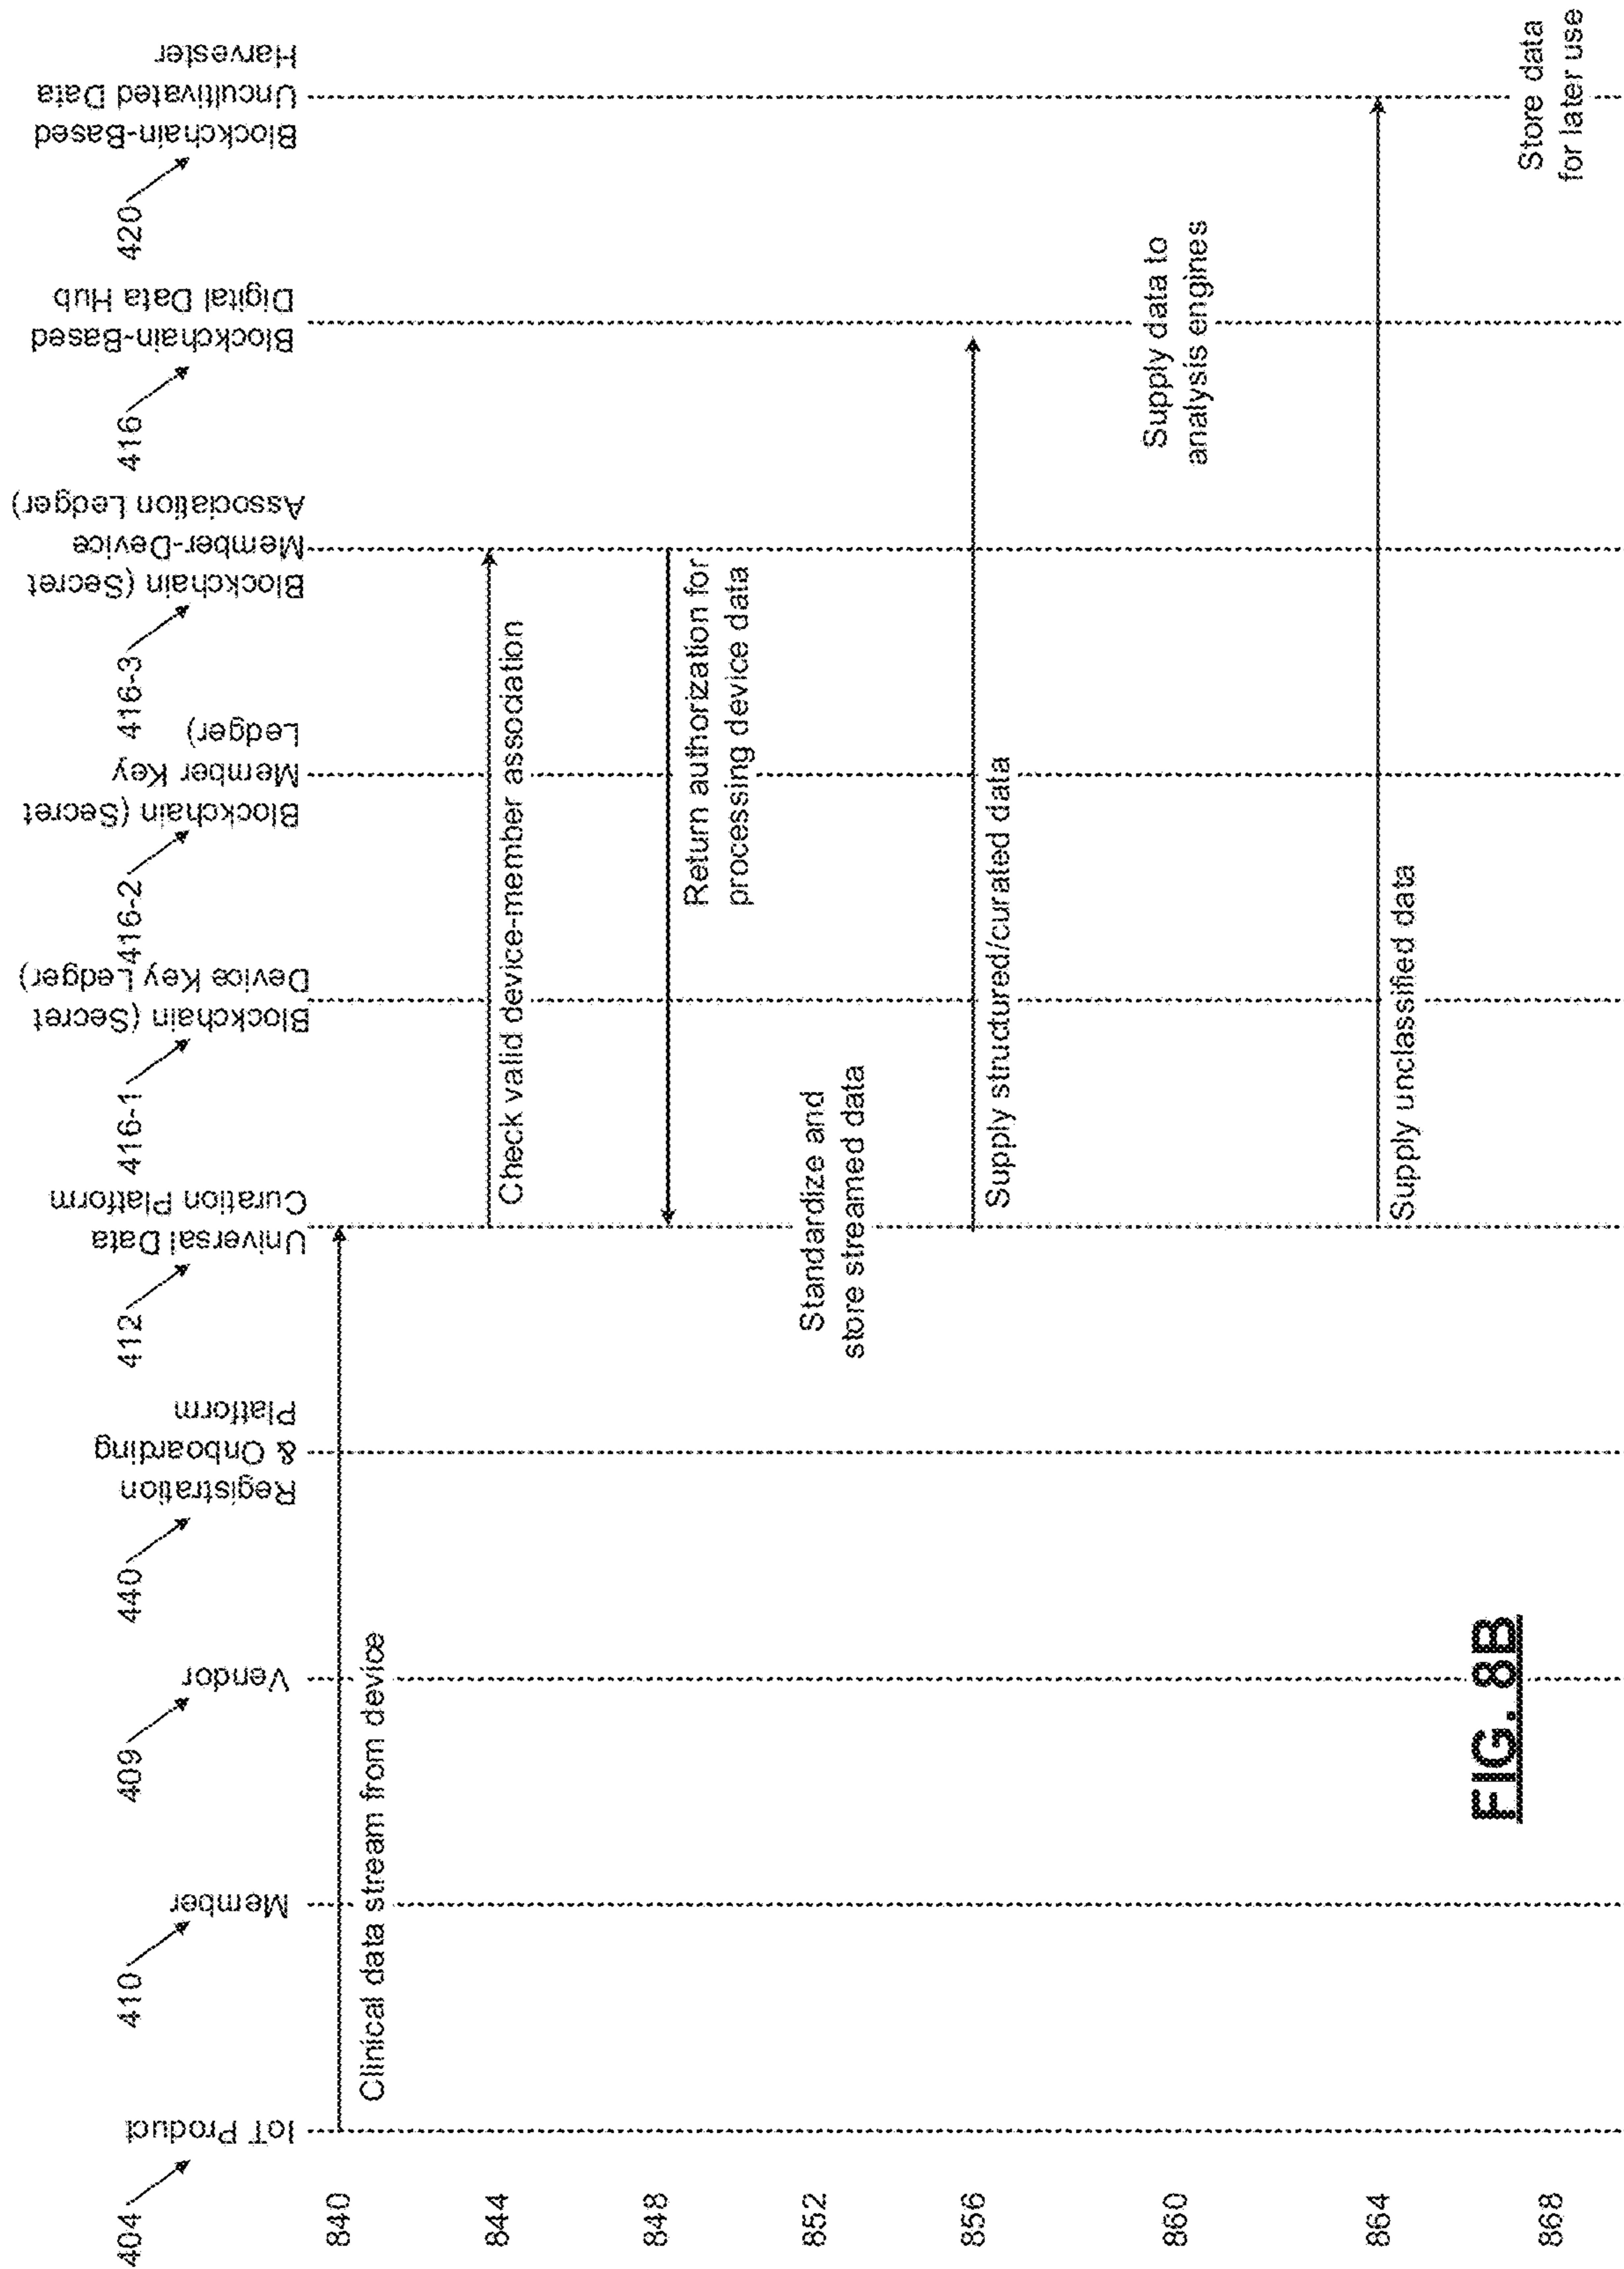 404
IoT Product
410
Member
409
Vendor
440
Registration
& Onboarding
Platform
412
Universal Data
Curation Platform
416-1
Blockchain (Secret
Device Key Ledger)
416-2
Blockchain (Secret
Member Key
Ledger)
416-3
Blockchain (Secret
Member-Device
Association Ledger)
416
Blockchain-Based
Digital Data Hub
420
Blockchain-Based
Uncultivated Data
Harvester
840
Clinical data stream from device
844
Check valid device-member association
848
Return authorization for
processing device data
852
Standardize and
store streamed data
856
Supply structured/curated data
860
Supply data to
analysis engines
864
Supply unclassified data
868
Store data
for later use
FIG. 8B